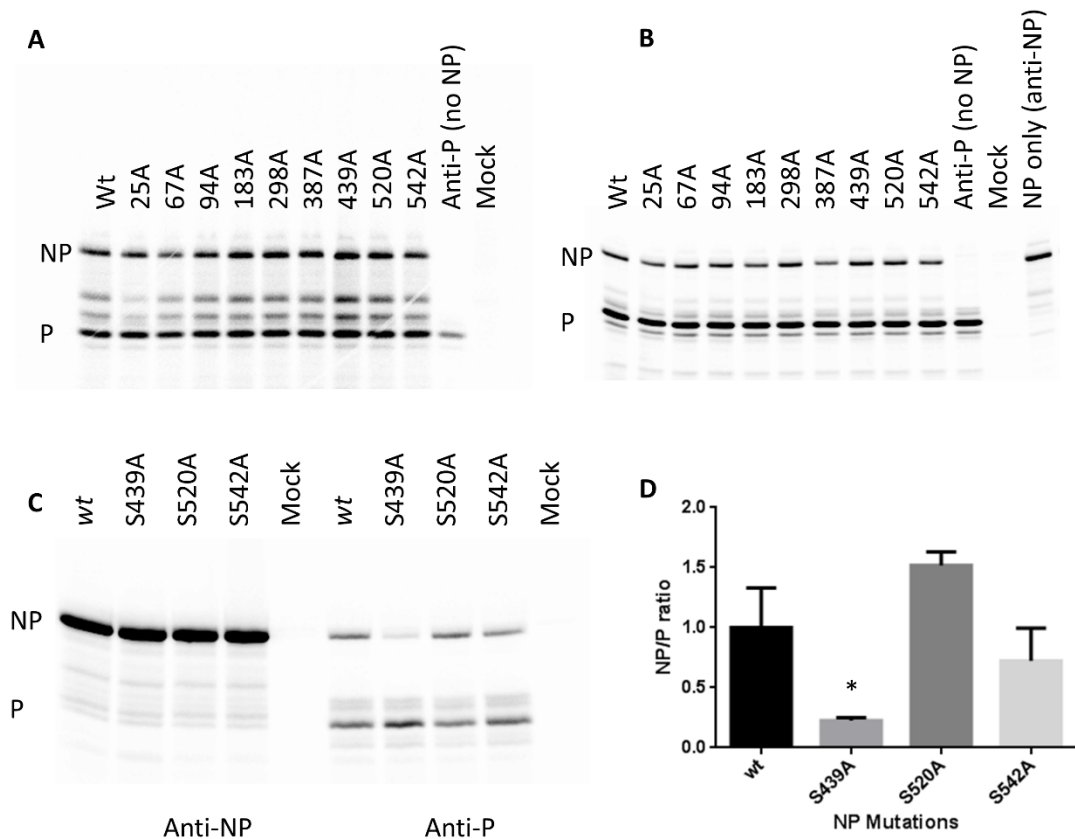 A
Wt
25A
67A
94A
183A
298A
387A
439A
520A
542A
Anti-P (no NP)
Mock
NP
P
B
Wt
25A
67A
94A
183A
298A
387A
439A
520A
542A
Anti-P (no NP)
Mock
NP only (anti-NP)
NP
P
C
wt
S439A
S520A
S542A
Mock
wt
S439A
S520A
S542A
Mock
NP
P
Anti-NP
Anti-P
D
NP/P ratio
2.0
1.5
1.0
0.5
0.0
*
wt
S439A
S520A
S542A
NP Mutations